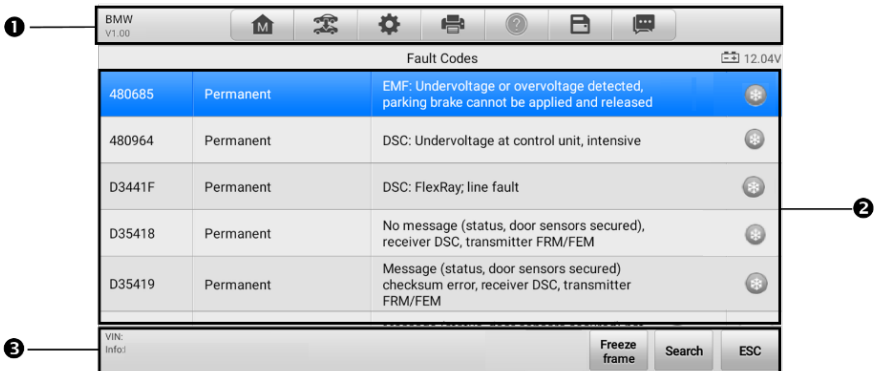 ❶
BMW
V1.00
M
?
Fault Codes
12.04V
480685 Permanent EMF: Undervoltage or overvoltage detected,
parking brake cannot be applied and released
480964 Permanent DSC: Undervoltage at control unit, intensive
D3441F Permanent DSC: FlexRay; line fault
❷
D35418 Permanent No message (status, door sensors secured),
receiver DSC, transmitter FRM/FEM
D35419 Permanent Message (status, door sensors secured)
checksum error, receiver DSC, transmitter
FRM/FEM
❸
VIN:
Info:
Freeze
frame
Search
ESC